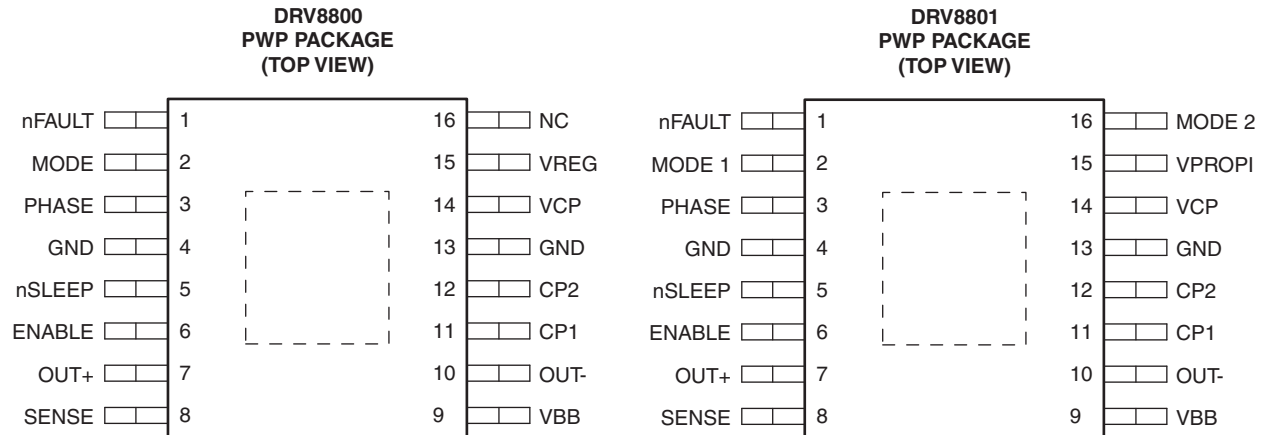 DRV8800
PWP PACKAGE
(TOP VIEW)
nFAULT 1 16 NC
MODE 2 15 VREG
PHASE 3 14 VCP
GND 4 13 GND
nSLEEP 5 12 CP2
ENABLE 6 11 CP1
OUT+ 7 10 OUT-
SENSE 8 9 VBB
DRV8801
PWP PACKAGE
(TOP VIEW)
nFAULT 1 16 MODE 2
MODE 1 2 15 VPROPI
PHASE 3 14 VCP
GND 4 13 GND
nSLEEP 5 12 CP2
ENABLE 6 11 CP1
OUT+ 7 10 OUT-
SENSE 8 9 VBB